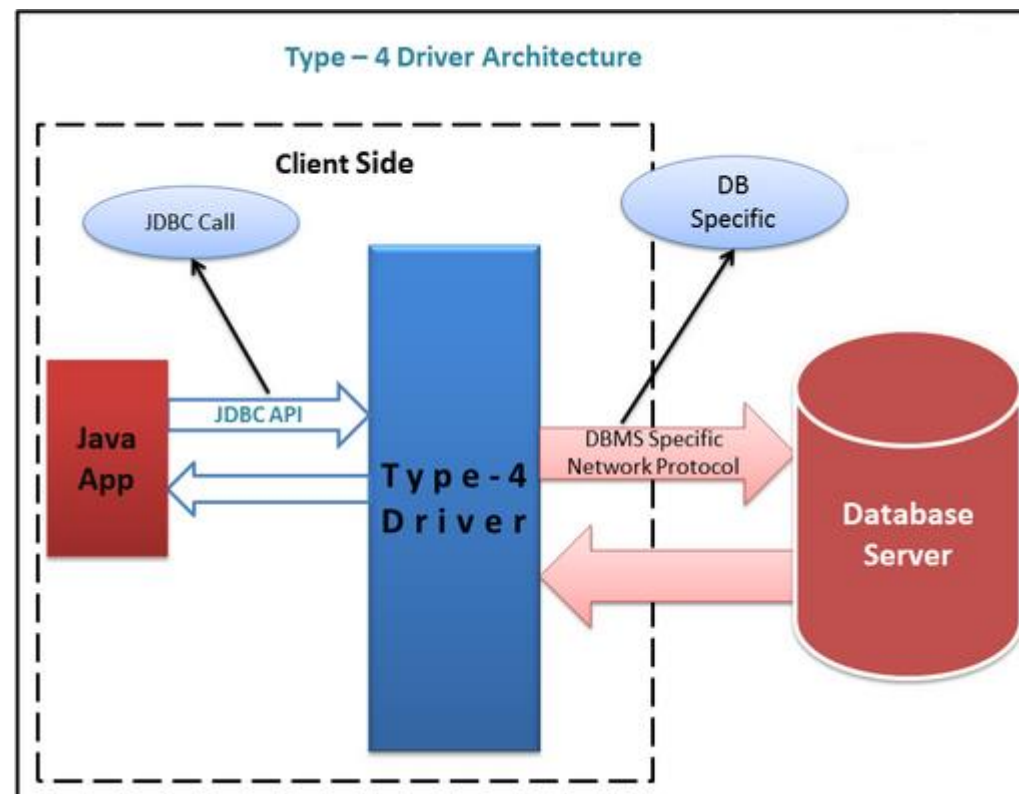 Type – 4 Driver Architecture
Client Side
JDBC Call
DB
Specific
Java
App
JDBC API
Type-4
Driver
DBMS Specific
Network Protocol
Database
Server